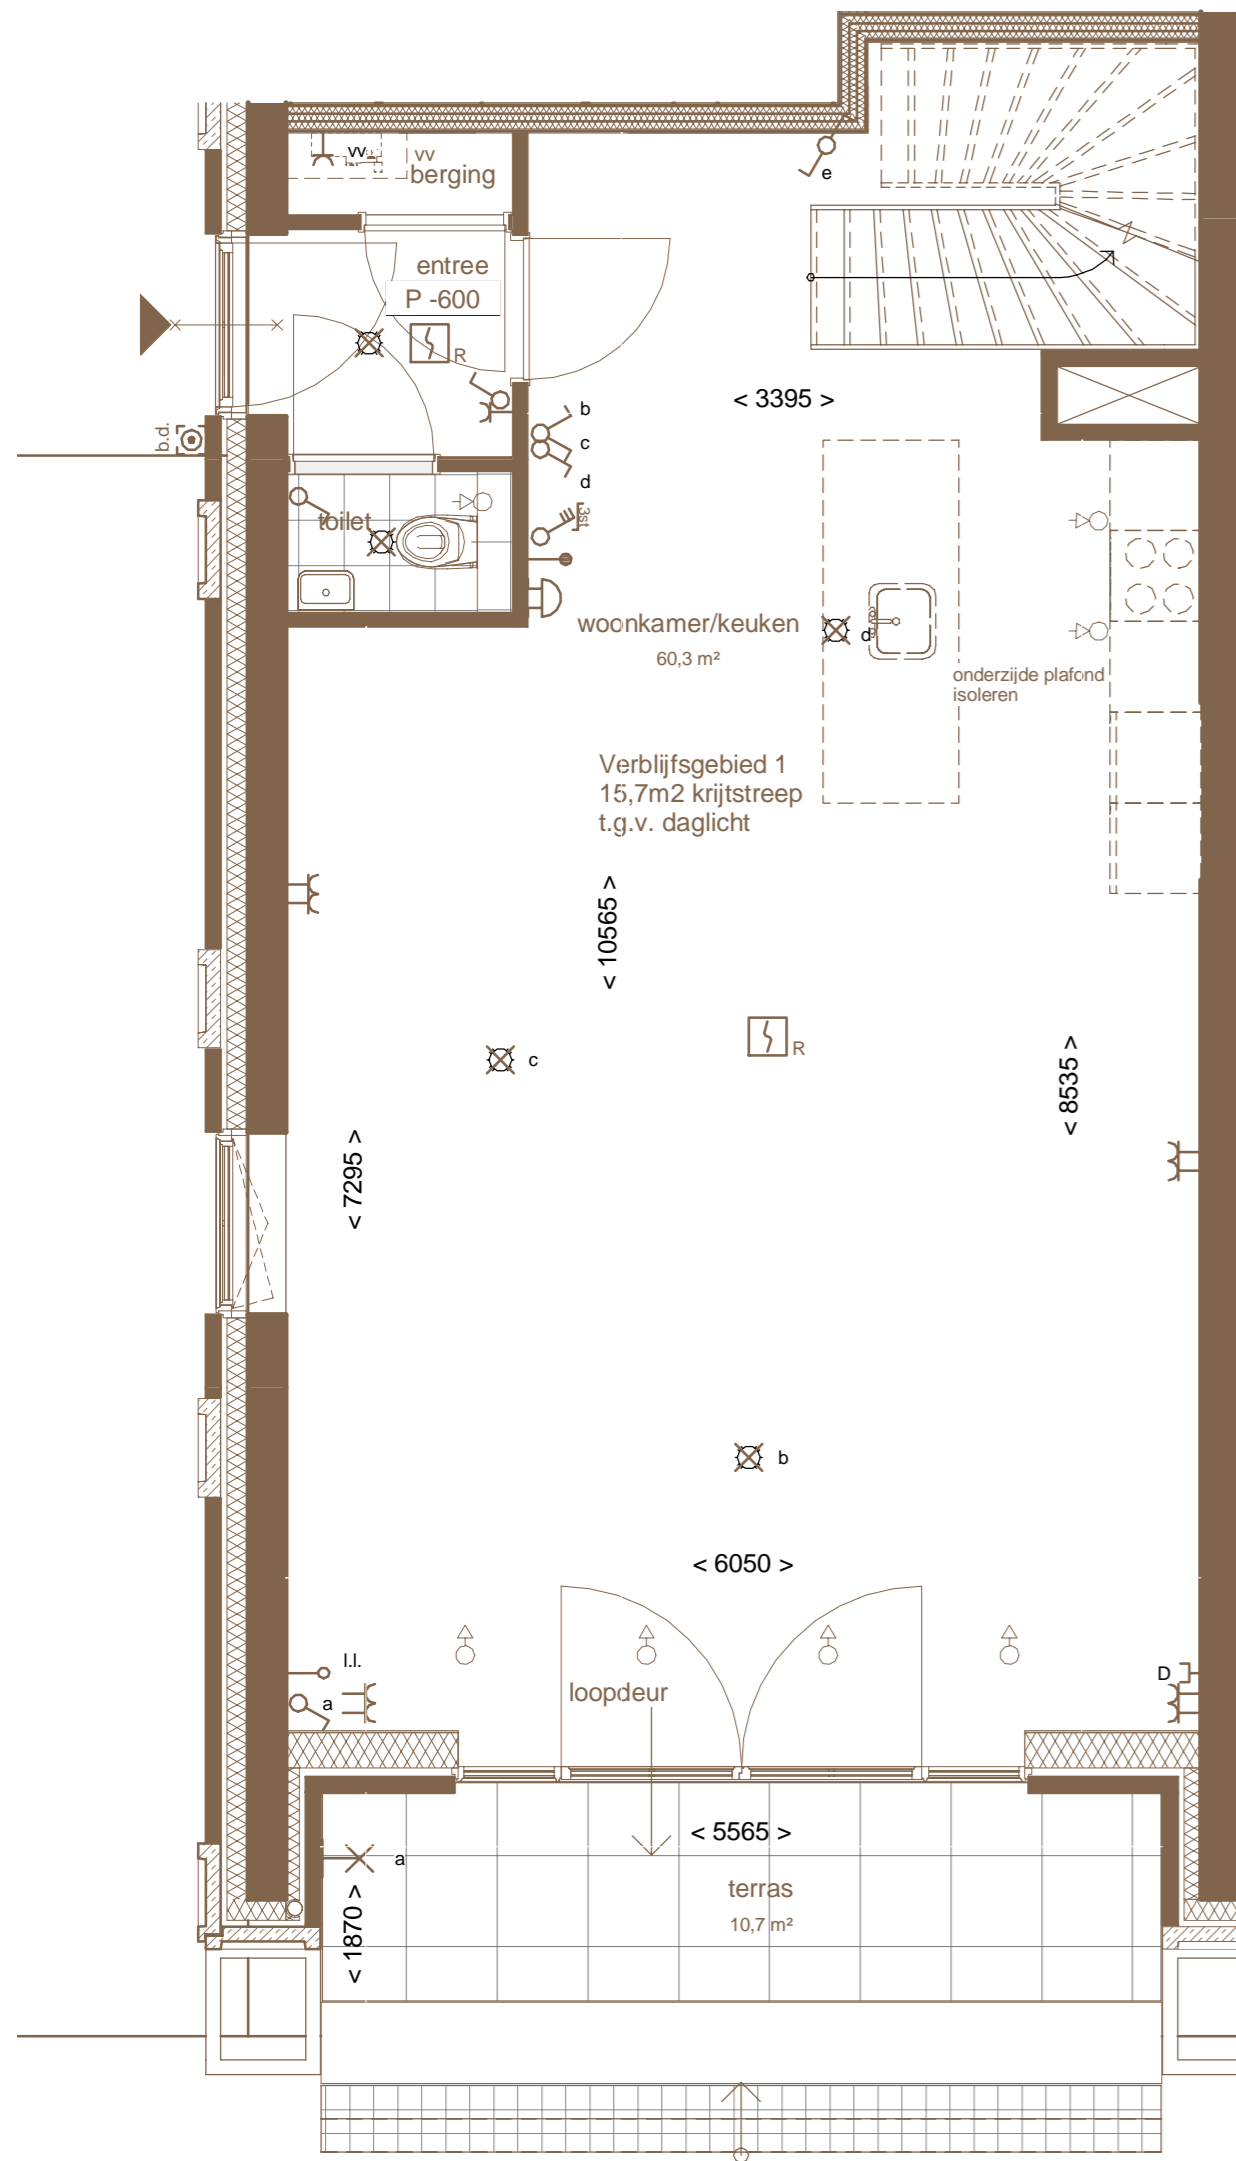 vv
vv
berging
e
entree
P -600
R
< 3395 >
b
c
b.d.
d
toilet
3st
woonkamer/keuken
d
60,3 m²
onderzijde plafond
isoleren
Verblijfsgebied 1
15,7m2 krijtstreep
t.g.v. daglicht
< 10565 >
R
c
< 8535 >
< 7295 >
b
< 6050 >
l.l.
D
loopdeur
a
< 5565 >
a
terras
10,7 m²
< 1870 >